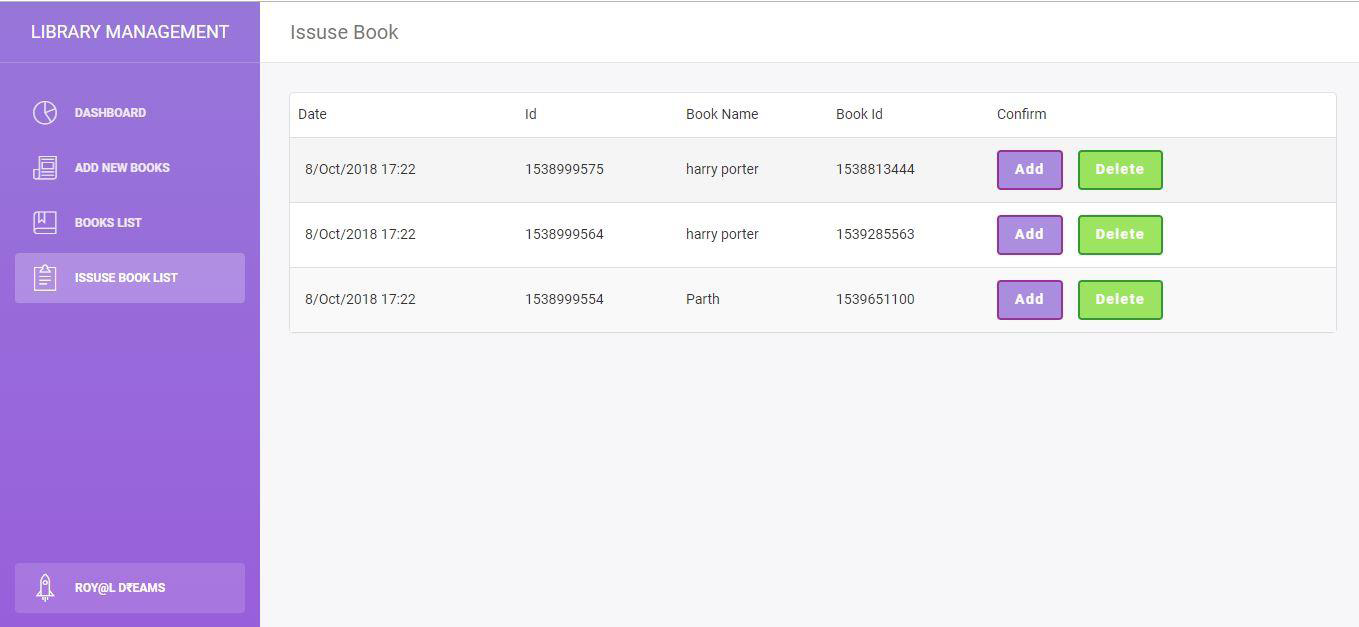 LIBRARY MANAGEMENT
Issuse Book
DASHBOARD
ADD NEW BOOKS
BOOKS LIST
ISSUSE BOOK LIST
ROY@L D₹EAMS
Date Id Book Name Book Id Confirm
8/Oct/2018 17:22 1538999575 harry porter 1538813444 Add Delete
8/Oct/2018 17:22 1538999564 harry porter 1539285563 Add Delete
8/Oct/2018 17:22 1538999554 Parth 1539651100 Add Delete